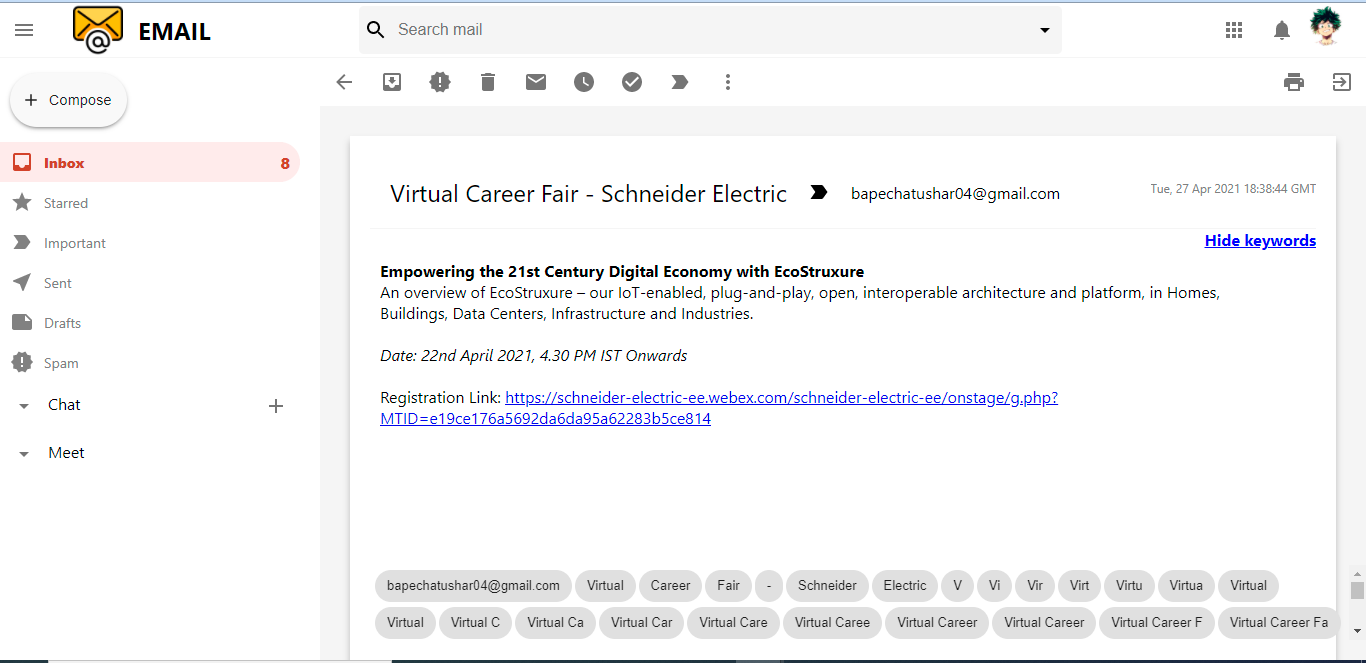 EMAIL
Search mail
Compose
Inbox 8
Starred
Important
Sent
Drafts
Spam
Chat
Meet
Virtual Career Fair - Schneider Electric bapechatushar04@gmail.com Tue, 27 Apr 2021 18:38:44 GMT
Hide keywords
Empowering the 21st Century Digital Economy with EcoStruxure
An overview of EcoStruxure – our IoT-enabled, plug-and-play, open, interoperable architecture and platform, in Homes,
Buildings, Data Centers, Infrastructure and Industries.
Date: 22nd April 2021, 4.30 PM IST Onwards
Registration Link: https://schneider-electric-ee.webex.com/schneider-electric-ee/onstage/g.php?
MTID=e19ce176a5692da6da95a62283b5ce814
bapechatushar04@gmail.com Virtual Career Fair - Schneider Electric V Vi Vir Virt Virtu Virtua Virtual
Virtual Virtual C Virtual Ca Virtual Car Virtual Care Virtual Caree Virtual Career Virtual Career Virtual Career F Virtual Career Fa